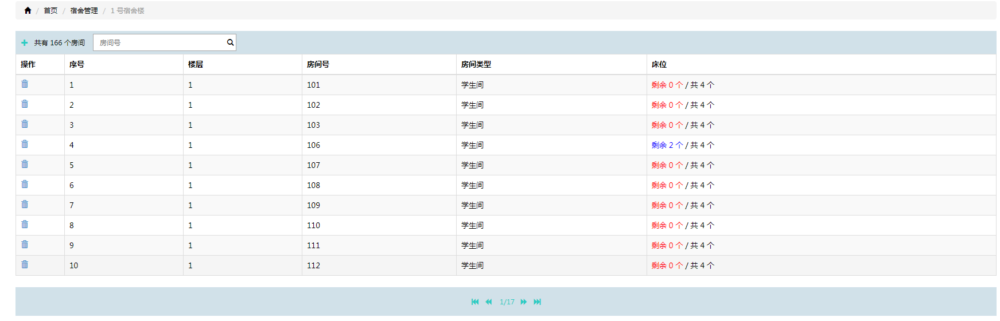 / 首页 / 宿舍管理 / 1 号宿舍楼
共有 166 个房间 房间号
操作 序号 楼层 房间号 房间类型 床位
1 1 101 学生间 剩余 0 个 / 共 4 个
2 1 102 学生间 剩余 0 个 / 共 4 个
3 1 103 学生间 剩余 0 个 / 共 4 个
4 1 106 学生间 剩余 2 个 / 共 4 个
5 1 107 学生间 剩余 0 个 / 共 4 个
6 1 108 学生间 剩余 0 个 / 共 4 个
7 1 109 学生间 剩余 0 个 / 共 4 个
8 1 110 学生间 剩余 0 个 / 共 4 个
9 1 111 学生间 剩余 0 个 / 共 4 个
10 1 112 学生间 剩余 0 个 / 共 4 个
1/17